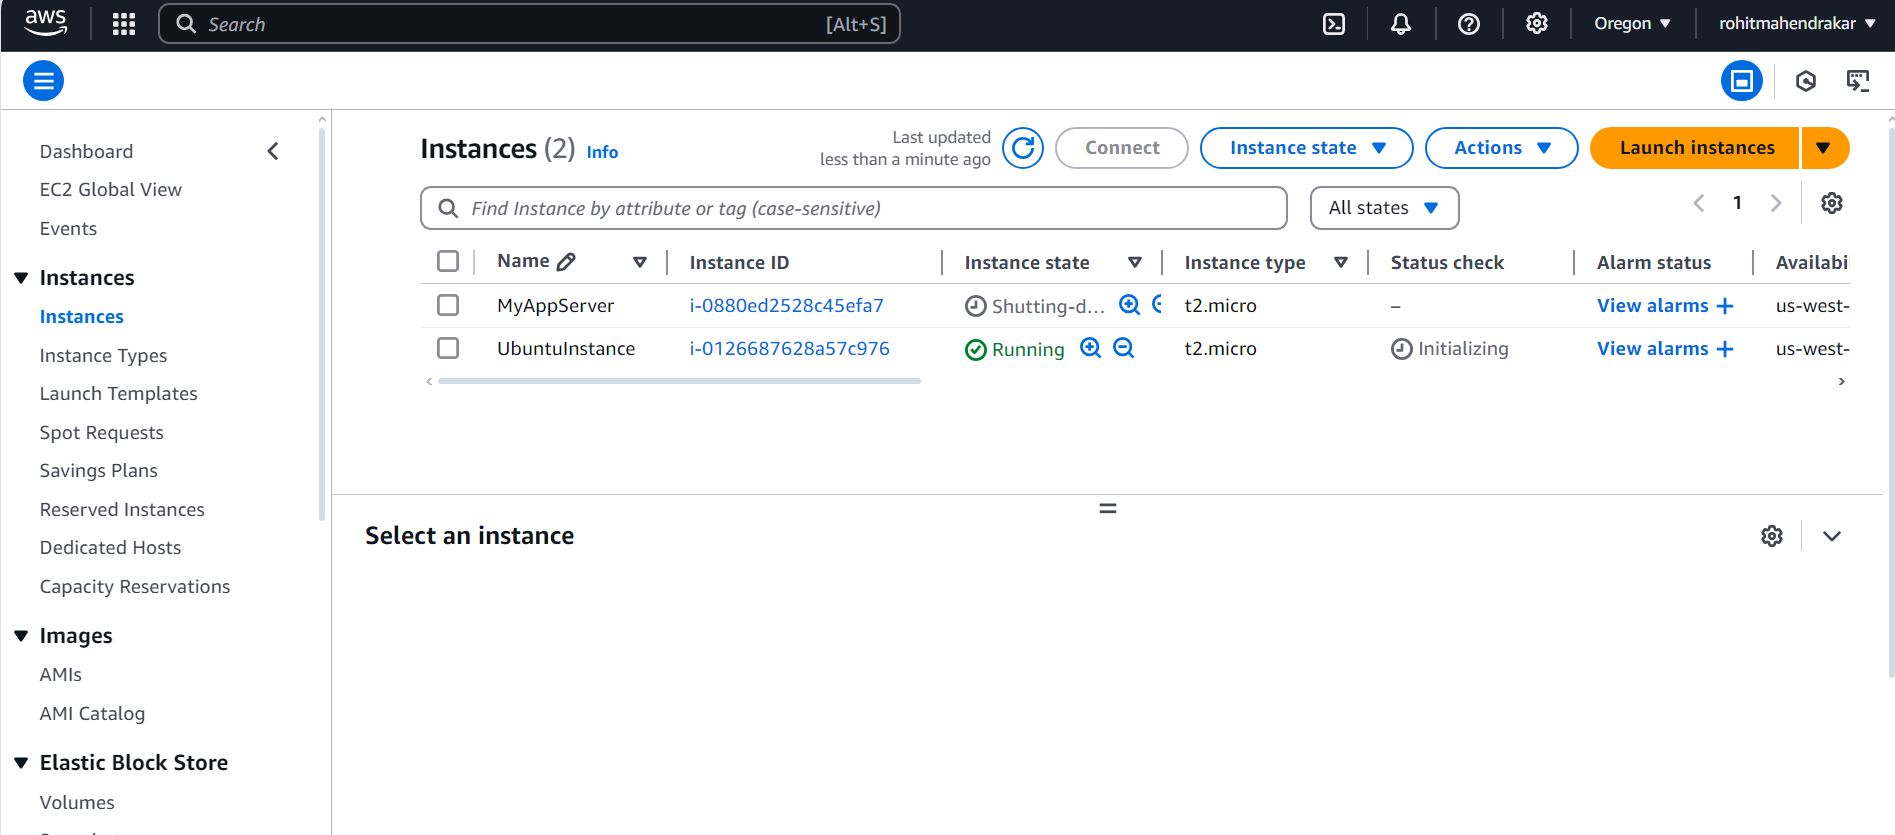 aws
Search [Alt+S]
Oregon
rohitmahendrakar
Dashboard
EC2 Global View
Events
Instances
Instances
Instance Types
Launch Templates
Spot Requests
Savings Plans
Reserved Instances
Dedicated Hosts
Capacity Reservations
Images
AMIs
AMI Catalog
Elastic Block Store
Volumes
Instances (2) Info
Last updated
less than a minute ago
Connect
Instance state
Actions
Launch instances
Find Instance by attribute or tag (case-sensitive)
All states
1
Name Instance ID Instance state Instance type Status check Alarm status Availabi
MyAppServer i-0880ed2528c45efa7 Shutting-d... t2.micro – View alarms + us-west-
UbuntuInstance i-0126687628a57c976 Running t2.micro Initializing View alarms + us-west-
Select an instance